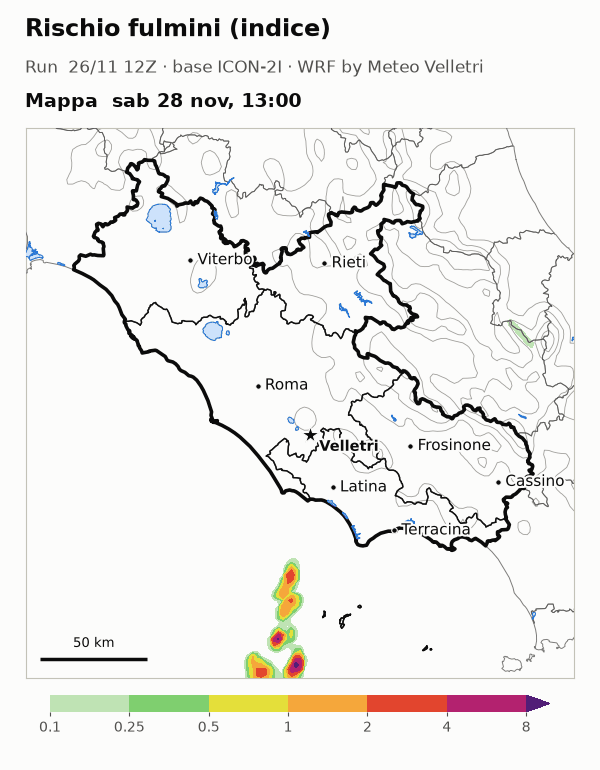 Rischio fulmini (indice)
Run  26/11 12Z · base ICON-2I · WRF by Meteo Velletri
Mappa  sab 28 nov, 13:00
Viterbo
Rieti
Roma
Velletri
Frosinone
Latina
Cassino
Terracina
50 km
0.1 0.25 0.5 1 2 4 8